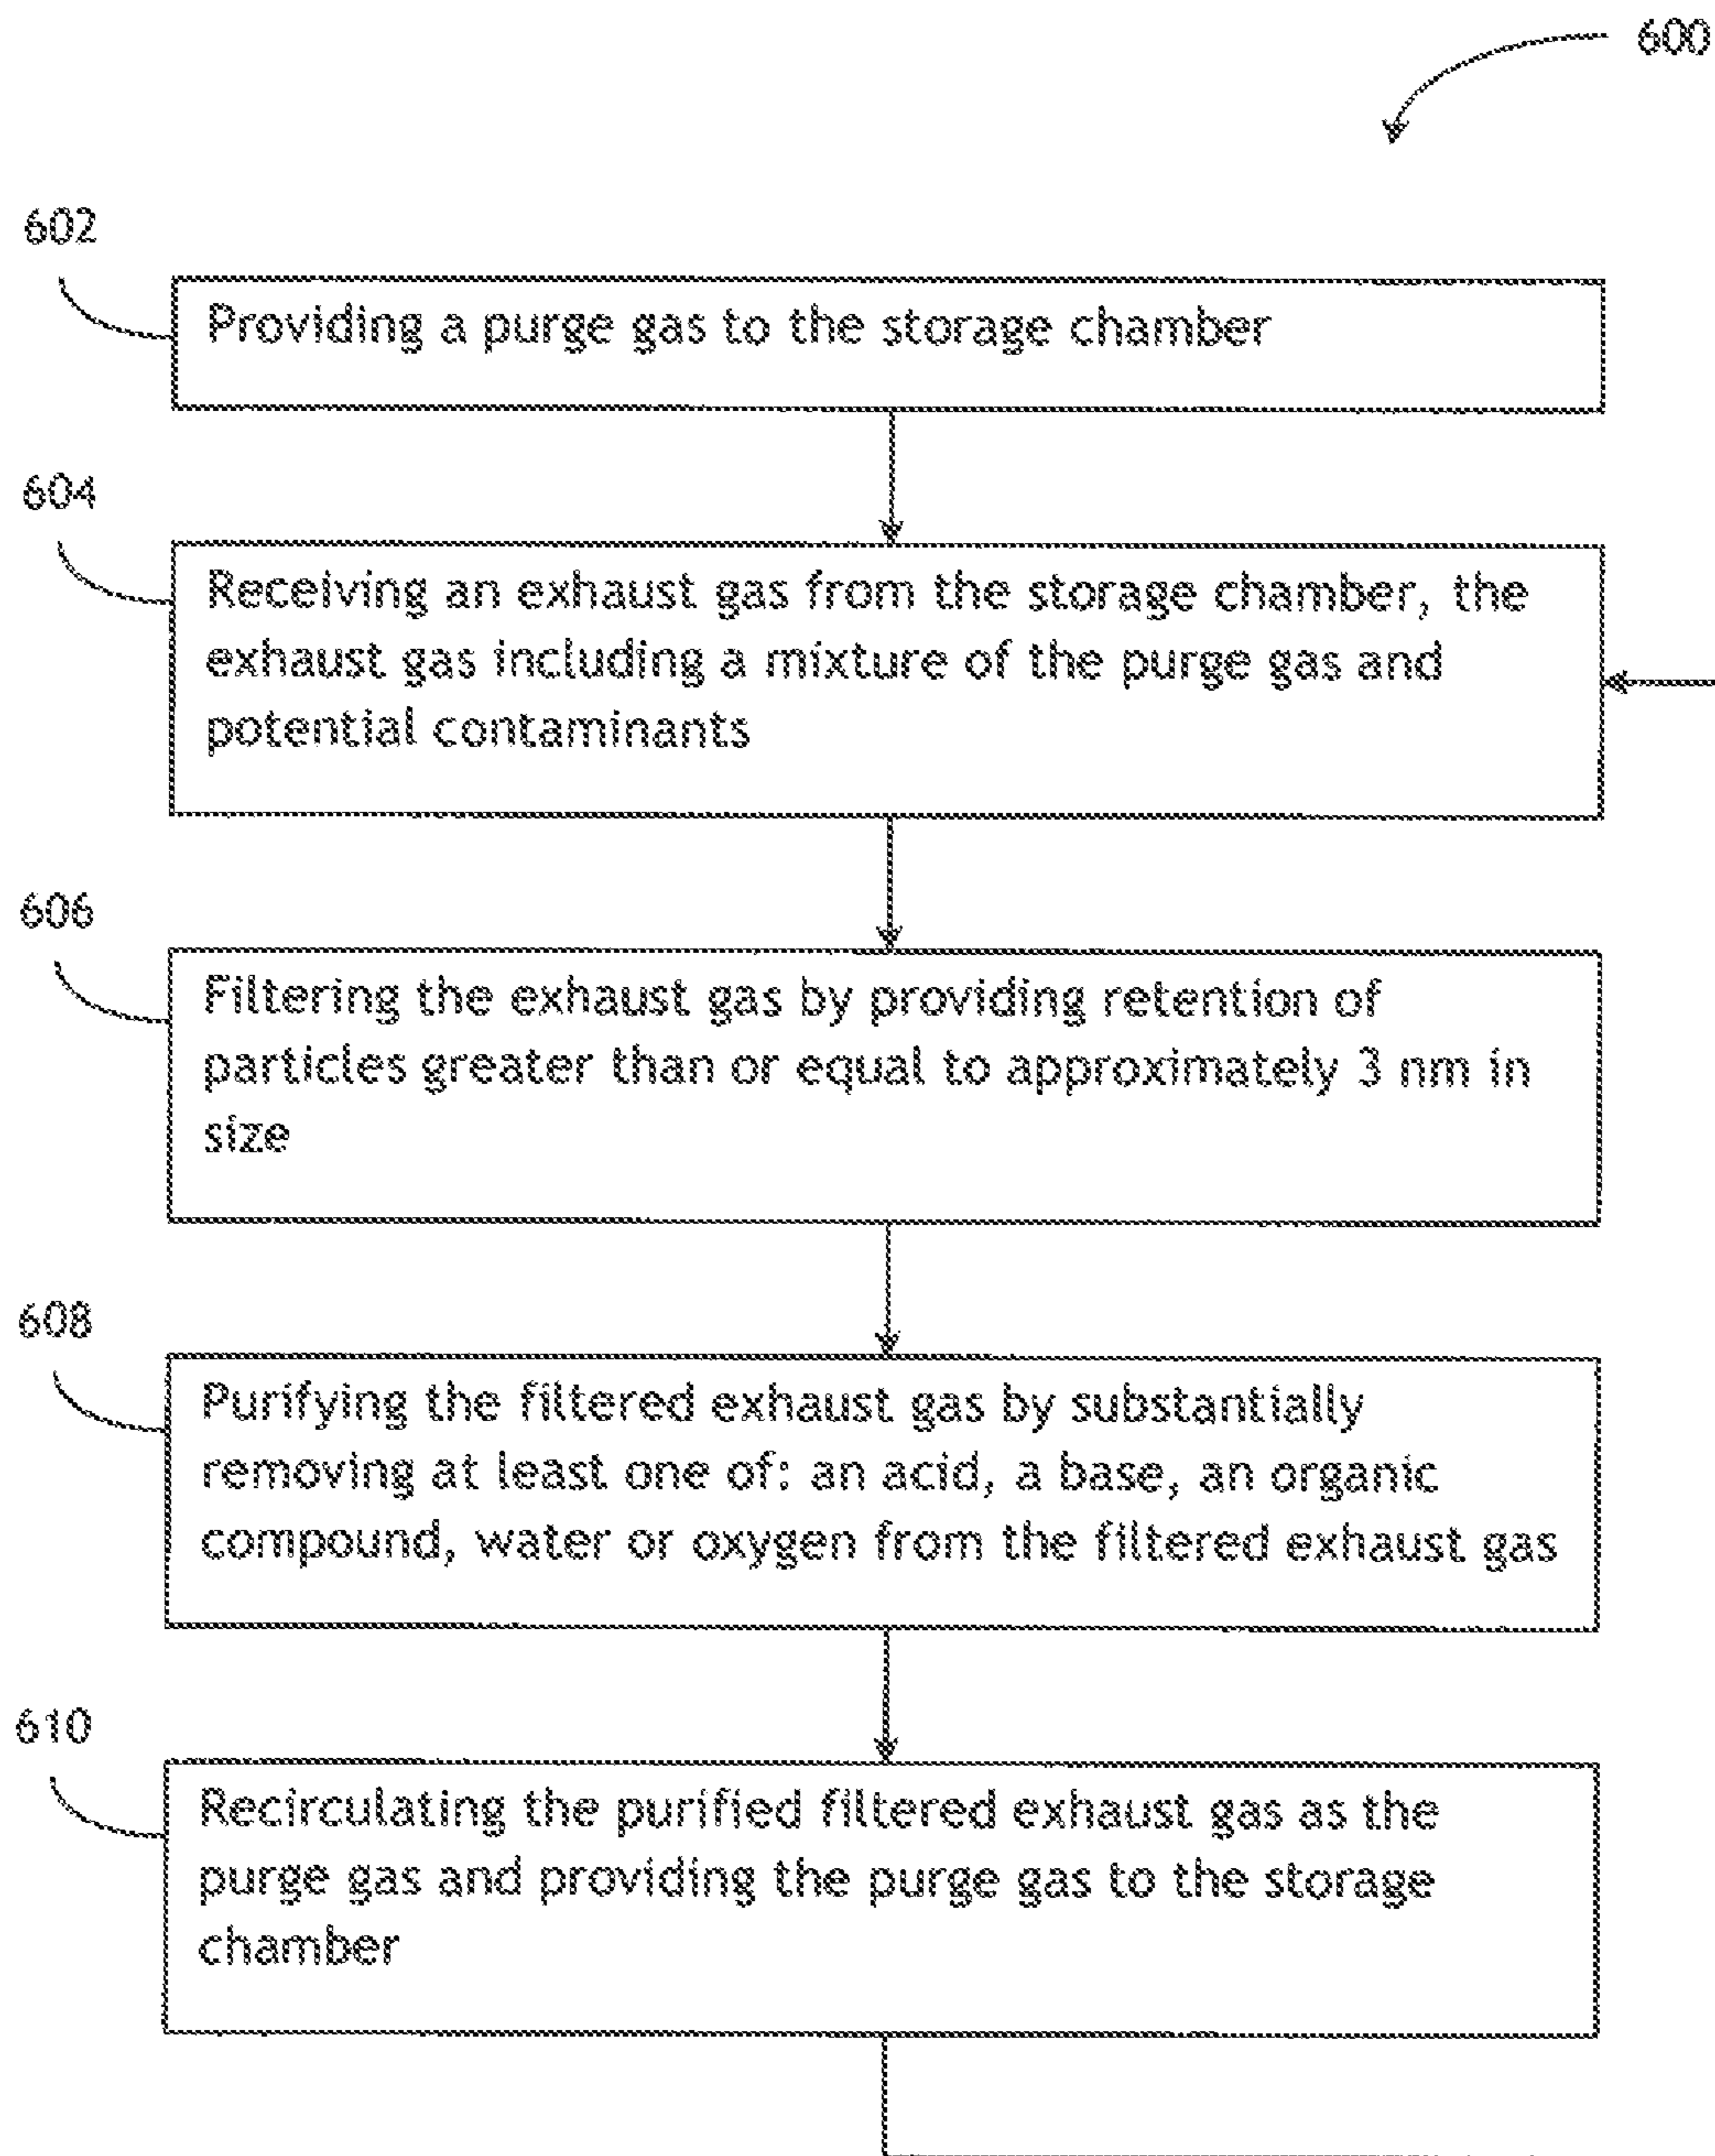 600
602
Providing a purge gas to the storage chamber
604
Receiving an exhaust gas from the storage chamber, the
exhaust gas including a mixture of the purge gas and
potential contaminants
606
Filtering the exhaust gas by providing retention of
particles greater than or equal to approximately 3 nm in
size
608
Purifying the filtered exhaust gas by substantially
removing at least one of: an acid, a base, an organic
compound, water or oxygen from the filtered exhaust gas
610
Recirculating the purified filtered exhaust gas as the
purge gas and providing the purge gas to the storage
chamber